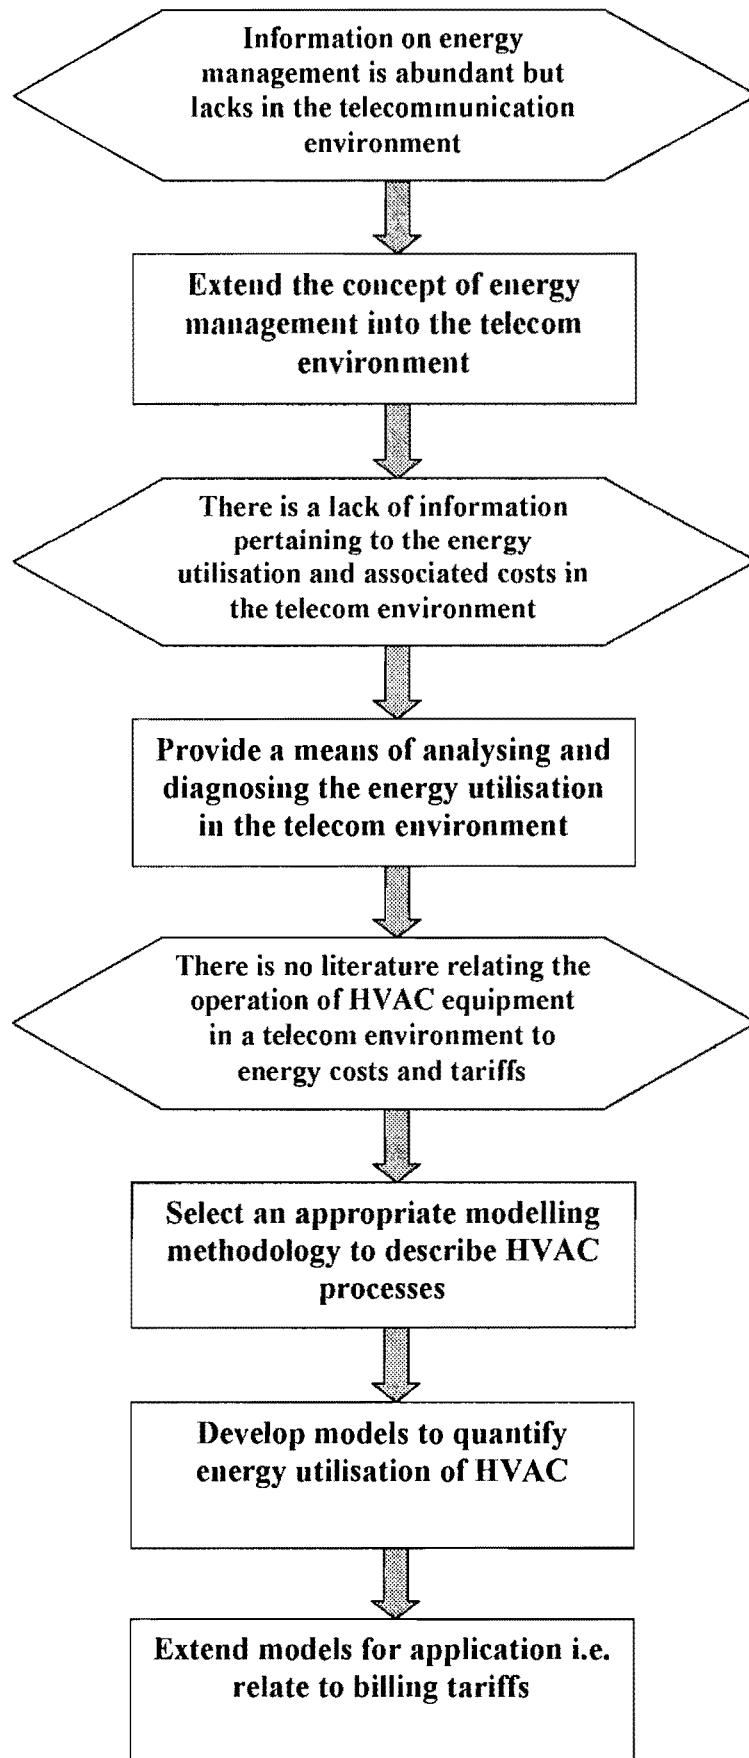 Information on energy
management is abundant but
lacks in the telecommunication
environment
Extend the concept of energy
management into the telecom
environment
There is a lack of information
pertaining to the energy
utilisation and associated costs in
the telecom environment
Provide a means of analysing and
diagnosing the energy utilisation
in the telecom environment
There is no literature relating the
operation of HVAC equipment
in a telecom environment to
energy costs and tariffs
Select an appropriate modelling
methodology to describe HVAC
processes
Develop models to quantify
energy utilisation of HVAC
Extend models for application i.e.
relate to billing tariffs